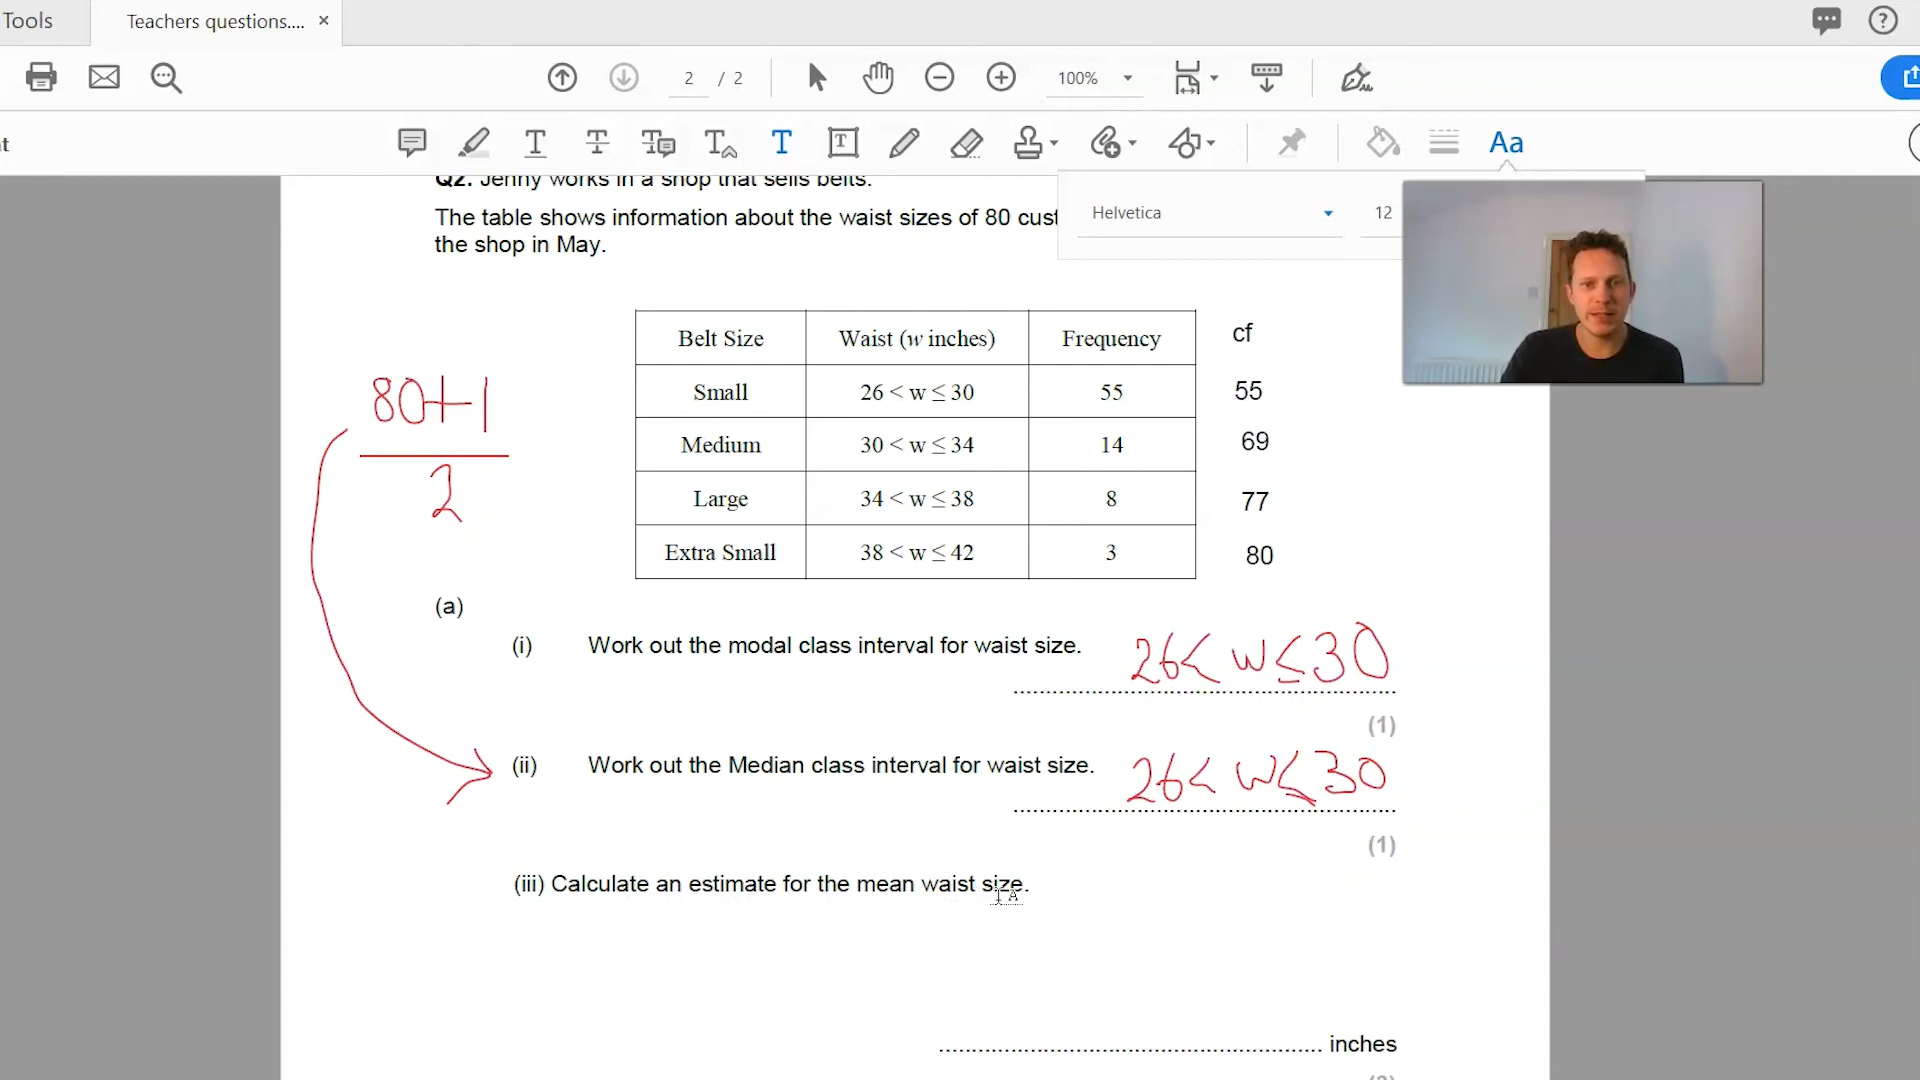 Tools
Teachers questions.... ×
2 / 2
100%
t
Aa
Q2. Jenny works in a shop that sells belts.
Helvetica
12
The table shows information about the waist sizes of 80 cust
the shop in May.
Belt Size Waist (w inches) Frequency cf
Small 26 < w ≤ 30 55 55
Medium 30 < w ≤ 34 14 69
Large 34 < w ≤ 38 8 77
Extra Small 38 < w ≤ 42 3 80
80+1
2
(a)
(i) Work out the modal class interval for waist size. 26< w≤30
(1)
(ii) Work out the Median class interval for waist size. 26< w≤30
(1)
(iii) Calculate an estimate for the mean waist size.
inches